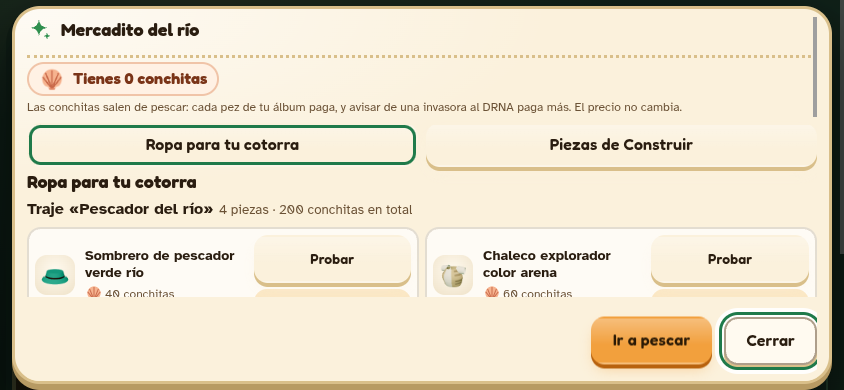 Mercadito del río
Tienes 0 conchitas
Las conchitas salen de pescar: cada pez de tu álbum paga, y avisar de una invasora al DRNA paga más. El precio no cambia.
Ropa para tu cotorra
Piezas de Construir
Ropa para tu cotorra
Traje «Pescador del río» 4 piezas · 200 conchitas en total
Sombrero de pescador
verde río
40 conchitas
Probar
Chaleco explorador
color arena
60 conchitas
Probar
Ir a pescar
Cerrar